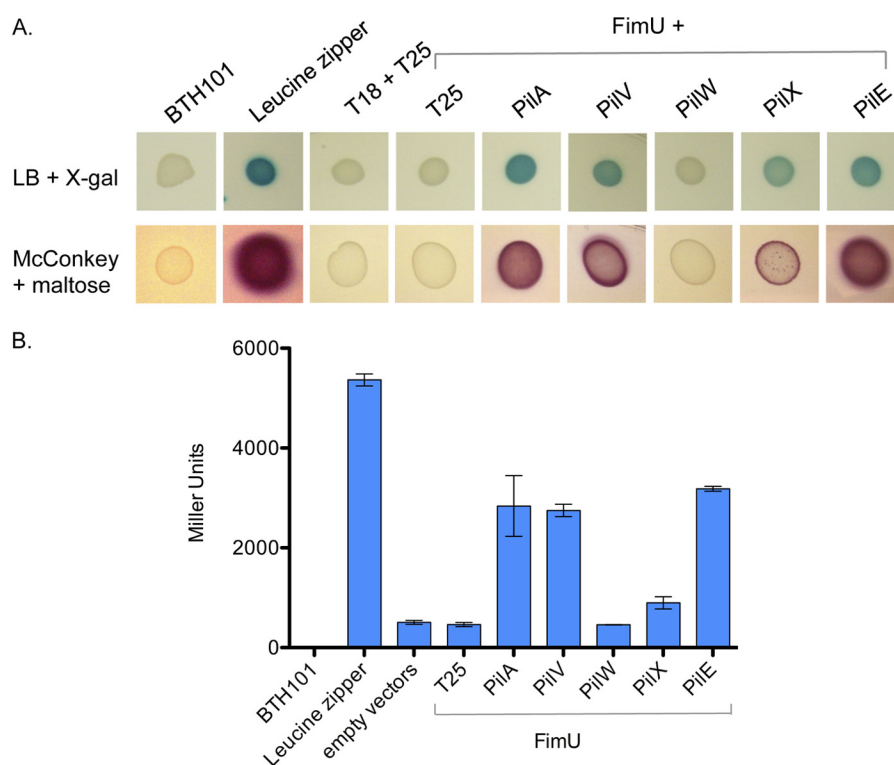 A.
FimU +
BTH101
Leucine zipper
T18 + T25
T25
PilA
PilV
PilW
PilX
PilE
LB + X-gal
McConkey
+ maltose
B.
6000
4000
2000
0
Miller Units
BTH101
Leucine zipper
empty vectors
T25
PilA
PilV
PilW
PilX
PilE
FimU